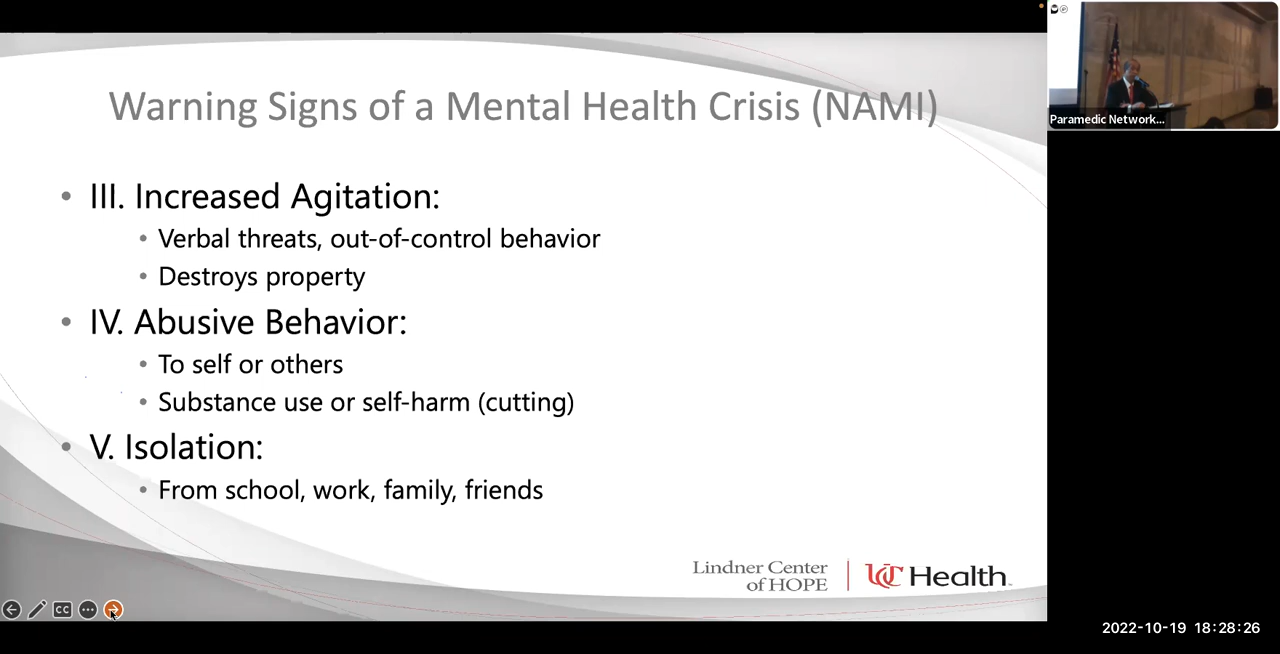 Warning Signs of a Mental Health Crisis (NAMI)
• III. Increased Agitation:
• Verbal threats, out-of-control behavior
• Destroys property
• IV. Abusive Behavior:
• To self or others
• Substance use or self-harm (cutting)
• V. Isolation:
• From school, work, family, friends
Lindner Center
of HOPE
UC Health
CC
Paramedic Network...
2022-10-19 18:28:26